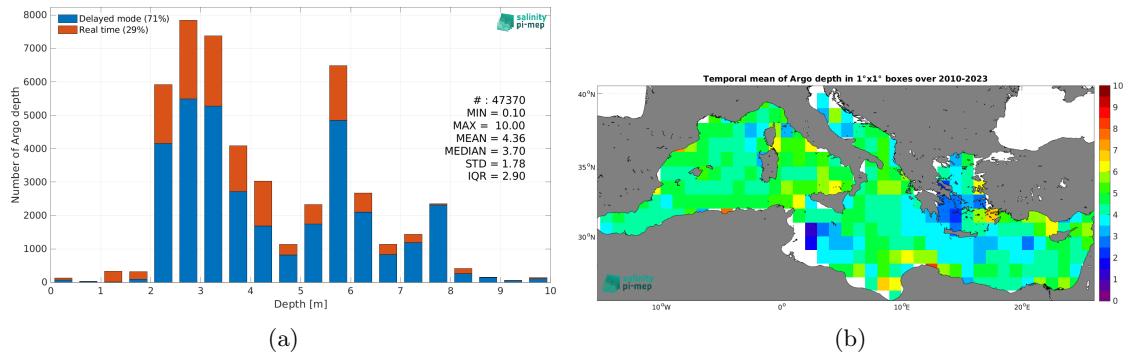 Delayed mode (71%)
Real time (29%)
salinity
pi-mep
# : 47370
MIN = 0.10
MAX = 10.00
MEAN = 4.36
MEDIAN = 3.70
STD = 1.78
IQR = 2.90
Number of Argo depth
8000
7000
6000
5000
4000
3000
2000
1000
0
0 1 2 3 4 5 6 7 8 9 10
Depth [m]
(a)
Temporal mean of Argo depth in 1°x1° boxes over 2010-2023
40°N
35°N
30°N
10°W 0° 10°E 20°E
salinity
pi-mep
10
9
8
7
6
5
4
3
2
1
0
(b)